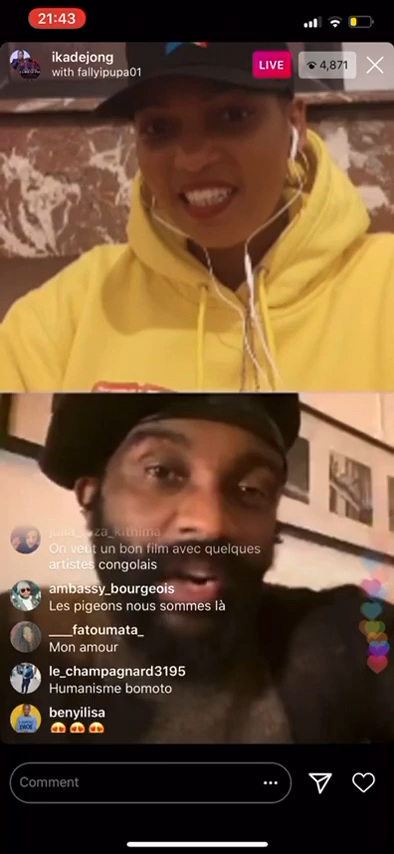 21:43
ikadejong
with fallyipupa01
LIVE
4,871
On veut un bon film avec quelques
artistes congolais
ambassy_bourgeois
Les pigeons nous sommes là
___fatoumata_
Mon amour
le_champagnard3195
Humanisme bomoto
benyilisa
😍😍😍
Comment